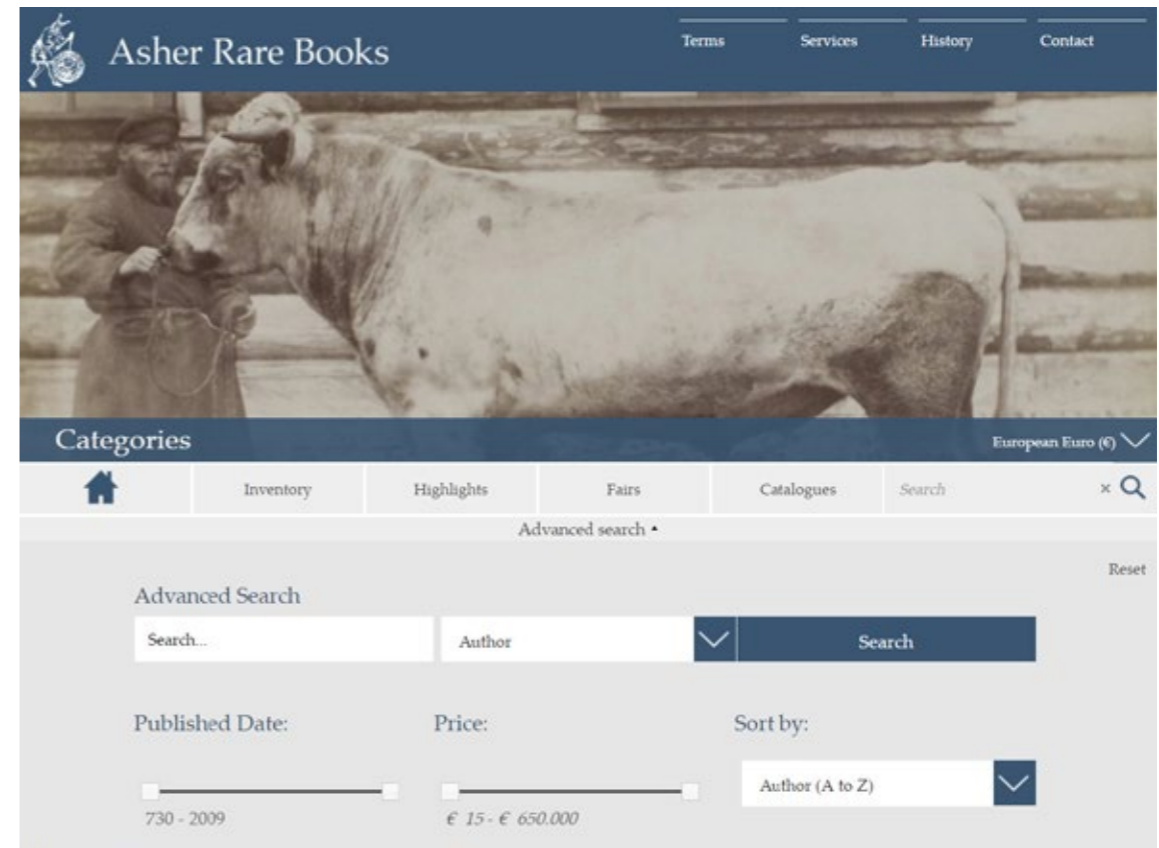 Asher Rare Books
Terms
Services
History
Contact
Categories
European Euro (€)
Inventory
Highlights
Fairs
Catalogues
Search
×
Advanced search
Reset
Advanced Search
Search...
Author
Search
Published Date:
Price:
Sort by:
Author (A to Z)
730 - 2009
€ 15 - € 650.000